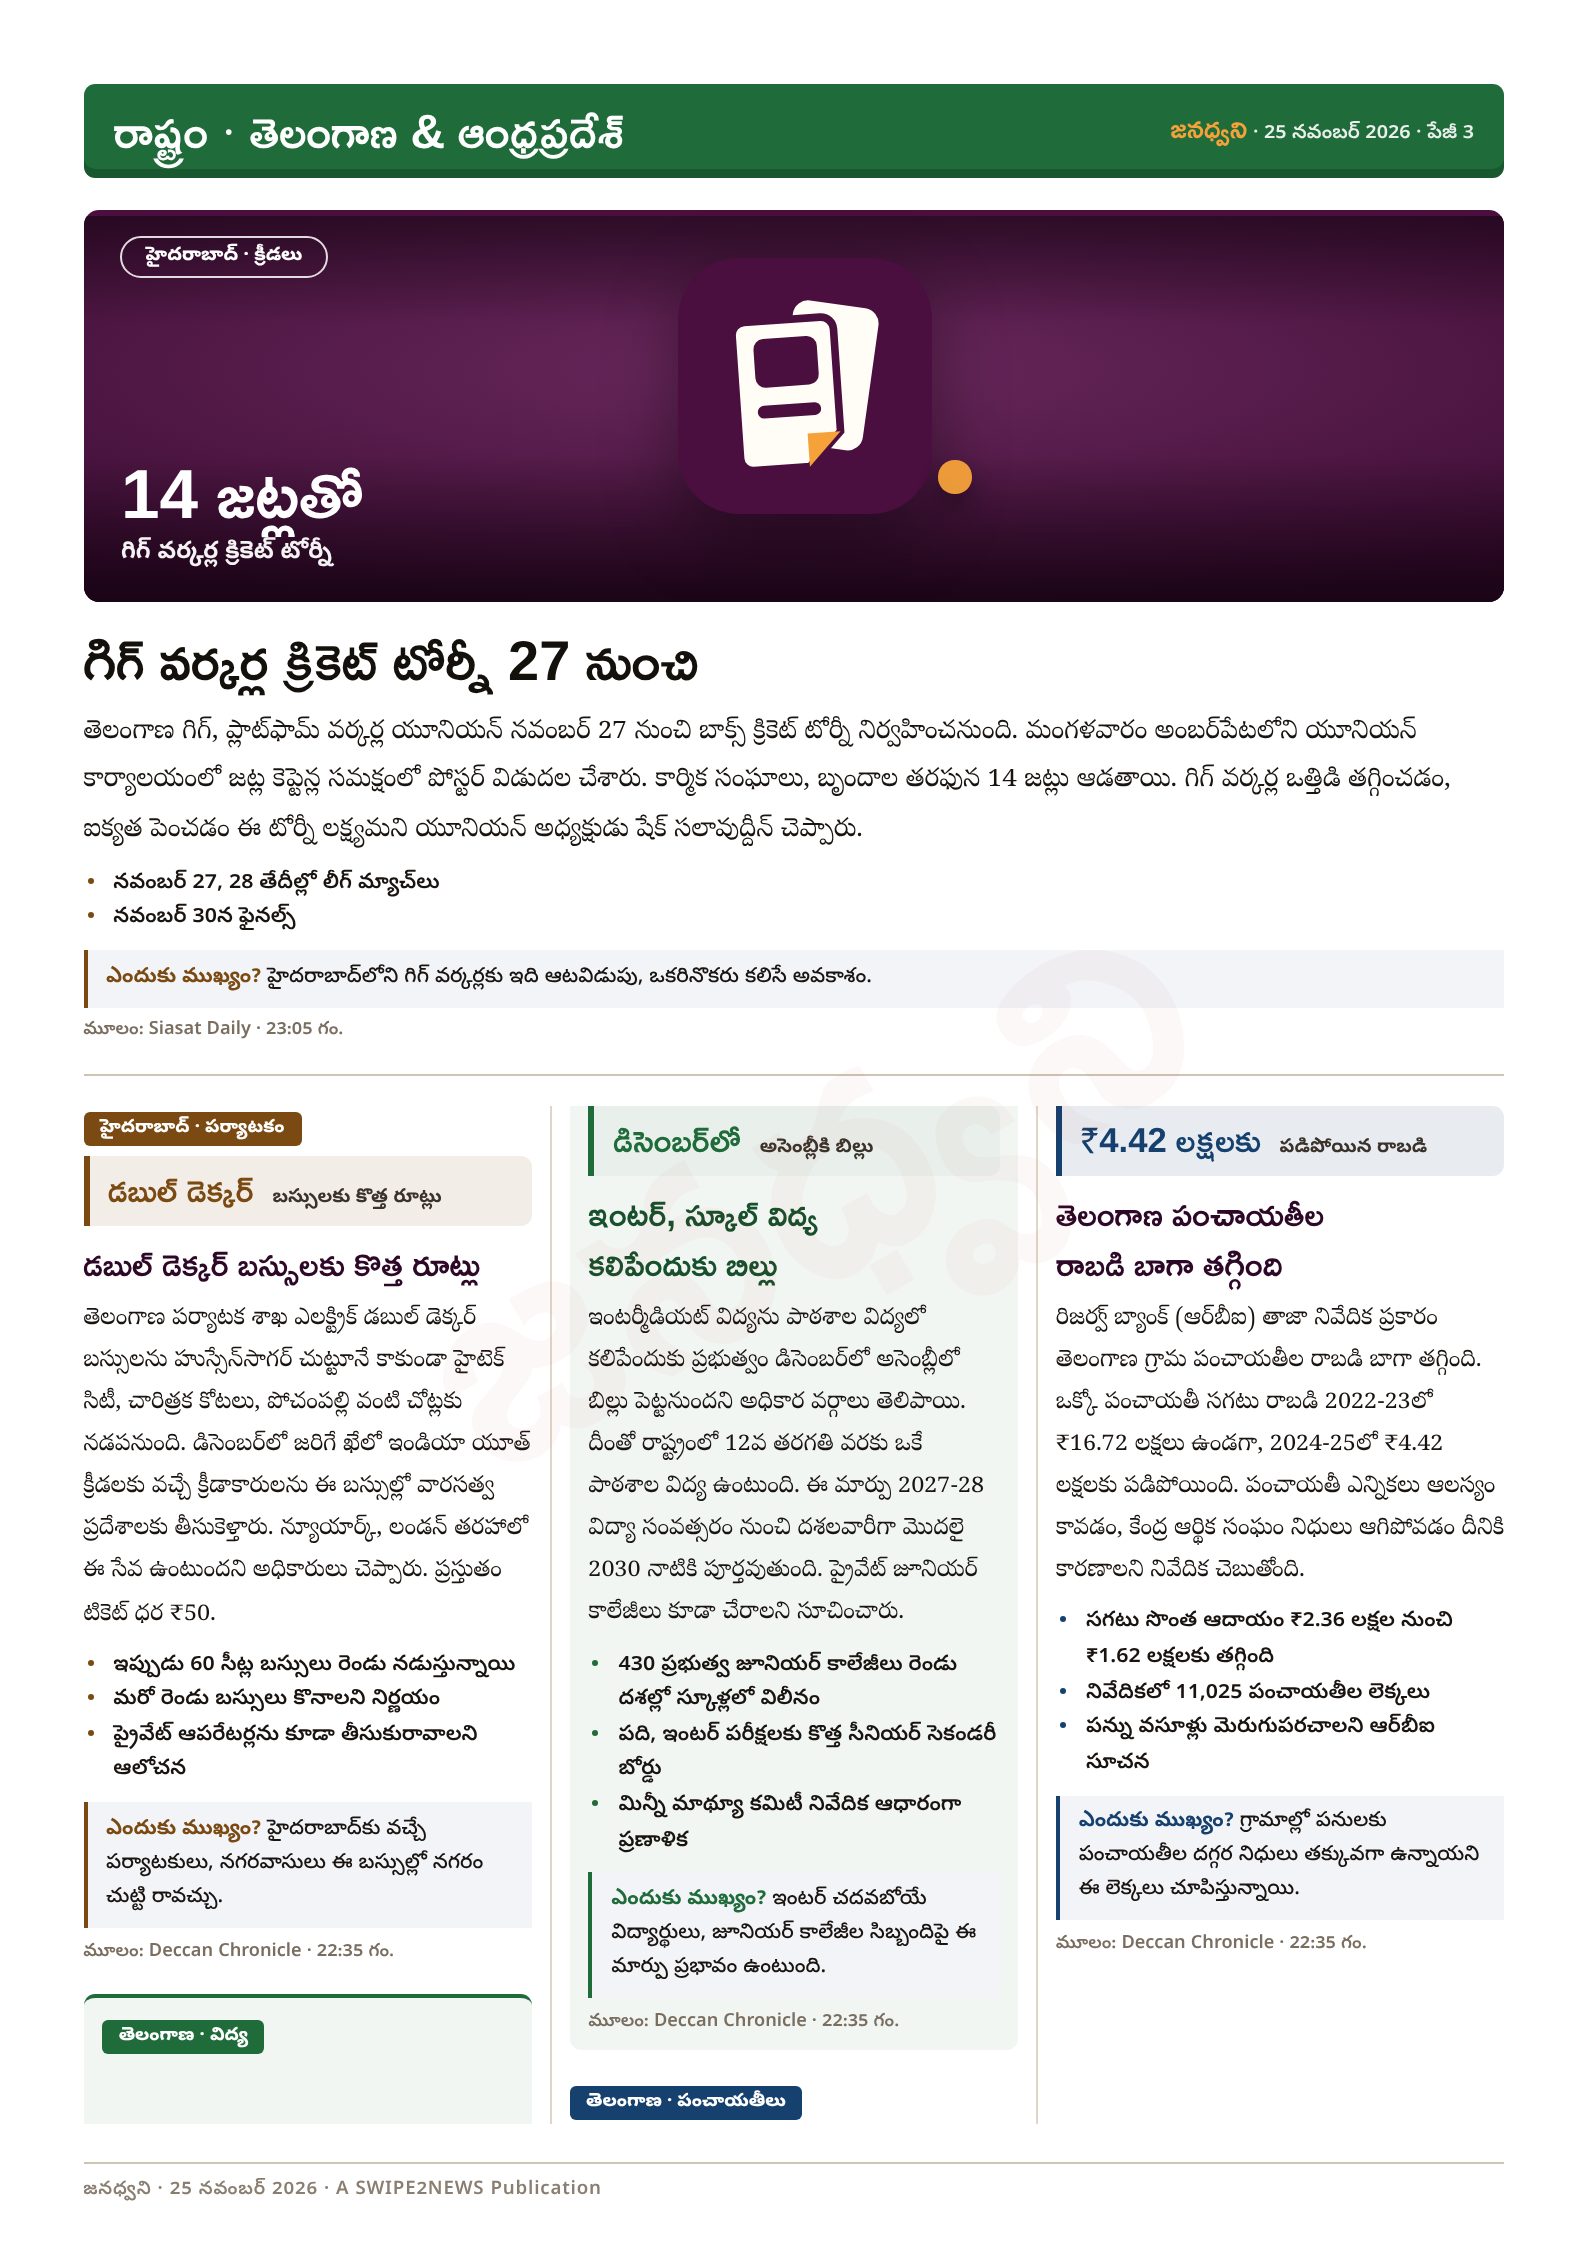 రాష్ట్రం · తెలంగాణ & ఆంధ్రప్రదేశ్
జనధ్వని · 25 నవంబర్ 2026 · పేజీ 3
హైదరాబాద్ · క్రీడలు
14 జట్లతో
గిగ్ వర్కర్ల క్రికెట్ టోర్నీ
గిగ్ వర్కర్ల క్రికెట్ టోర్నీ 27 నుంచి
తెలంగాణ గిగ్, ప్లాట్‌ఫామ్ వర్కర్ల యూనియన్ నవంబర్ 27 నుంచి బాక్స్ క్రికెట్ టోర్నీ నిర్వహించనుంది. మంగళవారం అంబర్‌పేటలోని యూనియన్
కార్యాలయంలో జట్ల కెప్టెన్ల సమక్షంలో పోస్టర్ విడుదల చేశారు. కార్మిక సంఘాలు, బృందాల తరఫున 14 జట్లు ఆడతాయి. గిగ్ వర్కర్ల ఒత్తిడి తగ్గించడం,
ఐక్యత పెంచడం ఈ టోర్నీ లక్ష్యమని యూనియన్ అధ్యక్షుడు షేక్ సలావుద్దీన్ చెప్పారు.
• నవంబర్ 27, 28 తేదీల్లో లీగ్ మ్యాచ్‌లు
• నవంబర్ 30న ఫైనల్స్
ఎందుకు ముఖ్యం? హైదరాబాద్‌లోని గిగ్ వర్కర్లకు ఇది ఆటవిడుపు, ఒకరినొకరు కలిసే అవకాశం.
మూలం: Siasat Daily · 23:05 గం.
హైదరాబాద్ · పర్యాటకం
డబుల్ డెక్కర్ బస్సులకు కొత్త రూట్లు
డబుల్ డెక్కర్ బస్సులకు కొత్త రూట్లు
తెలంగాణ పర్యాటక శాఖ ఎలక్ట్రిక్ డబుల్ డెక్కర్
బస్సులను హుస్సేన్‌సాగర్ చుట్టూనే కాకుండా హైటెక్
సిటీ, చారిత్రక కోటలు, పోచంపల్లి వంటి చోట్లకు
నడపనుంది. డిసెంబర్‌లో జరిగే ఖేలో ఇండియా యూత్
క్రీడలకు వచ్చే క్రీడాకారులను ఈ బస్సుల్లో వారసత్వ
ప్రదేశాలకు తీసుకెళ్తారు. న్యూయార్క్, లండన్ తరహాలో
ఈ సేవ ఉంటుందని అధికారులు చెప్పారు. ప్రస్తుతం
టికెట్ ధర ₹50.
• ఇప్పుడు 60 సీట్ల బస్సులు రెండు నడుస్తున్నాయి
• మరో రెండు బస్సులు కొనాలని నిర్ణయం
• ప్రైవేట్ ఆపరేటర్లను కూడా తీసుకురావాలని
ఆలోచన
ఎందుకు ముఖ్యం? హైదరాబాద్‌కు వచ్చే
పర్యాటకులు, నగరవాసులు ఈ బస్సుల్లో నగరం
చుట్టి రావచ్చు.
మూలం: Deccan Chronicle · 22:35 గం.
తెలంగాణ · విద్య
డిసెంబర్‌లో అసెంబ్లీకి బిల్లు
ఇంటర్, స్కూల్ విద్య
కలిపేందుకు బిల్లు
ఇంటర్మీడియట్ విద్యను పాఠశాల విద్యలో
కలిపేందుకు ప్రభుత్వం డిసెంబర్‌లో అసెంబ్లీలో
బిల్లు పెట్టనుందని అధికార వర్గాలు తెలిపాయి.
దీంతో రాష్ట్రంలో 12వ తరగతి వరకు ఒకే
పాఠశాల విద్య ఉంటుంది. ఈ మార్పు 2027-28
విద్యా సంవత్సరం నుంచి దశలవారీగా మొదలై
2030 నాటికి పూర్తవుతుంది. ప్రైవేట్ జూనియర్
కాలేజీలు కూడా చేరాలని సూచించారు.
• 430 ప్రభుత్వ జూనియర్ కాలేజీలు రెండు
దశల్లో స్కూళ్లలో విలీనం
• పది, ఇంటర్ పరీక్షలకు కొత్త సీనియర్ సెకండరీ
బోర్డు
• మిన్నీ మాథ్యూ కమిటీ నివేదిక ఆధారంగా
ప్రణాళిక
ఎందుకు ముఖ్యం? ఇంటర్ చదవబోయే
విద్యార్థులు, జూనియర్ కాలేజీల సిబ్బందిపై ఈ
మార్పు ప్రభావం ఉంటుంది.
మూలం: Deccan Chronicle · 22:35 గం.
తెలంగాణ · పంచాయతీలు
₹4.42 లక్షలకు పడిపోయిన రాబడి
తెలంగాణ పంచాయతీల
రాబడి బాగా తగ్గింది
రిజర్వ్ బ్యాంక్ (ఆర్‌బీఐ) తాజా నివేదిక ప్రకారం
తెలంగాణ గ్రామ పంచాయతీల రాబడి బాగా తగ్గింది.
ఒక్కో పంచాయతీ సగటు రాబడి 2022-23లో
₹16.72 లక్షలు ఉండగా, 2024-25లో ₹4.42
లక్షలకు పడిపోయింది. పంచాయతీ ఎన్నికలు ఆలస్యం
కావడం, కేంద్ర ఆర్థిక సంఘం నిధులు ఆగిపోవడం దీనికి
కారణాలని నివేదిక చెబుతోంది.
• సగటు సొంత ఆదాయం ₹2.36 లక్షల నుంచి
₹1.62 లక్షలకు తగ్గింది
• నివేదికలో 11,025 పంచాయతీల లెక్కలు
• పన్ను వసూళ్లు మెరుగుపరచాలని ఆర్‌బీఐ
సూచన
ఎందుకు ముఖ్యం? గ్రామాల్లో పనులకు
పంచాయతీల దగ్గర నిధులు తక్కువగా ఉన్నాయని
ఈ లెక్కలు చూపిస్తున్నాయి.
మూలం: Deccan Chronicle · 22:35 గం.
జనధ్వని
జనధ్వని · 25 నవంబర్ 2026 · A SWIPE2NEWS Publication